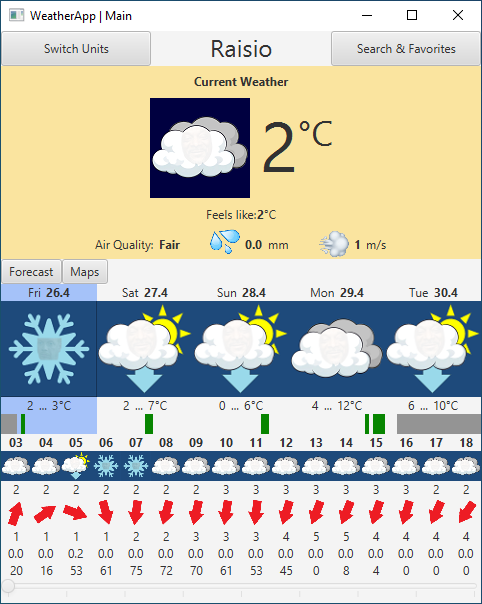 WeatherApp | Main
Switch Units Raisio Search & Favorites
Current Weather
2°C
Feels like:2°C
Air Quality: Fair 0.0 mm 1 m/s
Forecast Maps
Fri 26.4 Sat 27.4 Sun 28.4 Mon 29.4 Tue 30.4
2 ... 3°C 2 ... 7°C 0 ... 6°C 4 ... 12°C 6 ... 10°C
03 04 05 06 07 08 09 10 11 12 13 14 15 16 17 18
2 2 2 2 2 2 2 3 3 3 3 3 3 3 2 2
1 1 1 1 2 2 3 3 3 4 5 5 4 4 4 4
0.0 0.0 0.2 0.0 0.0 0.0 0.0 0.0 0.0 0.0 0.0 0.0 0.0 0.0 0.0 0.0
20 16 53 61 75 72 70 61 53 45 0 8 4 0 0 0